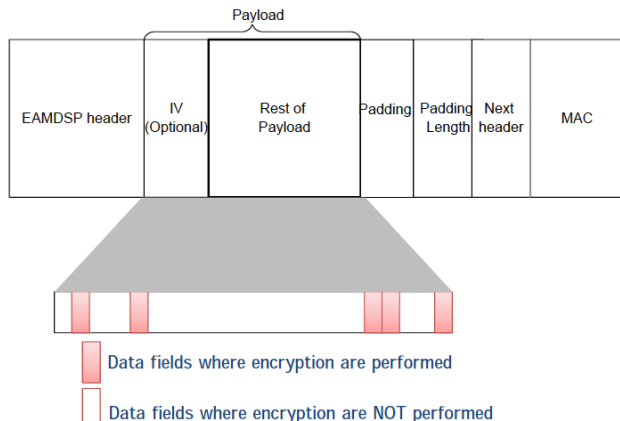 Payload
EAMDSP header
IV
(Optional)
Rest of
Payload
Padding
Padding
Length
Next
header
MAC
Data fields where encryption are performed
Data fields where encryption are NOT performed